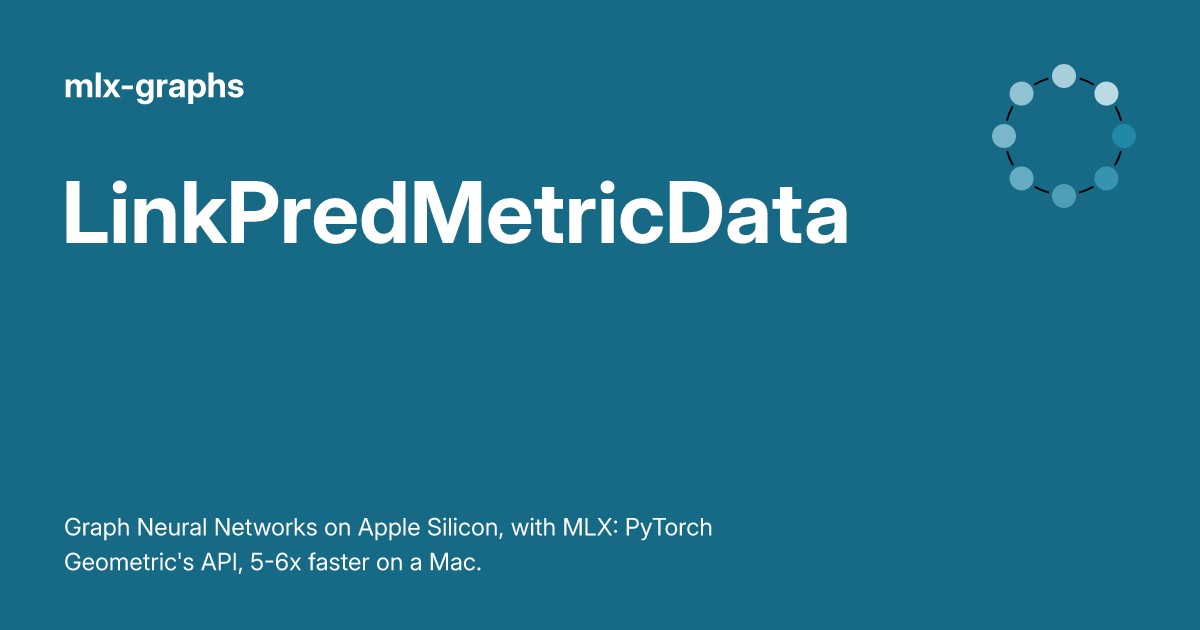 mlx-graphs
LinkPredMetricData
Graph Neural Networks on Apple Silicon, with MLX: PyTorch
Geometric's API, 5-6x faster on a Mac.